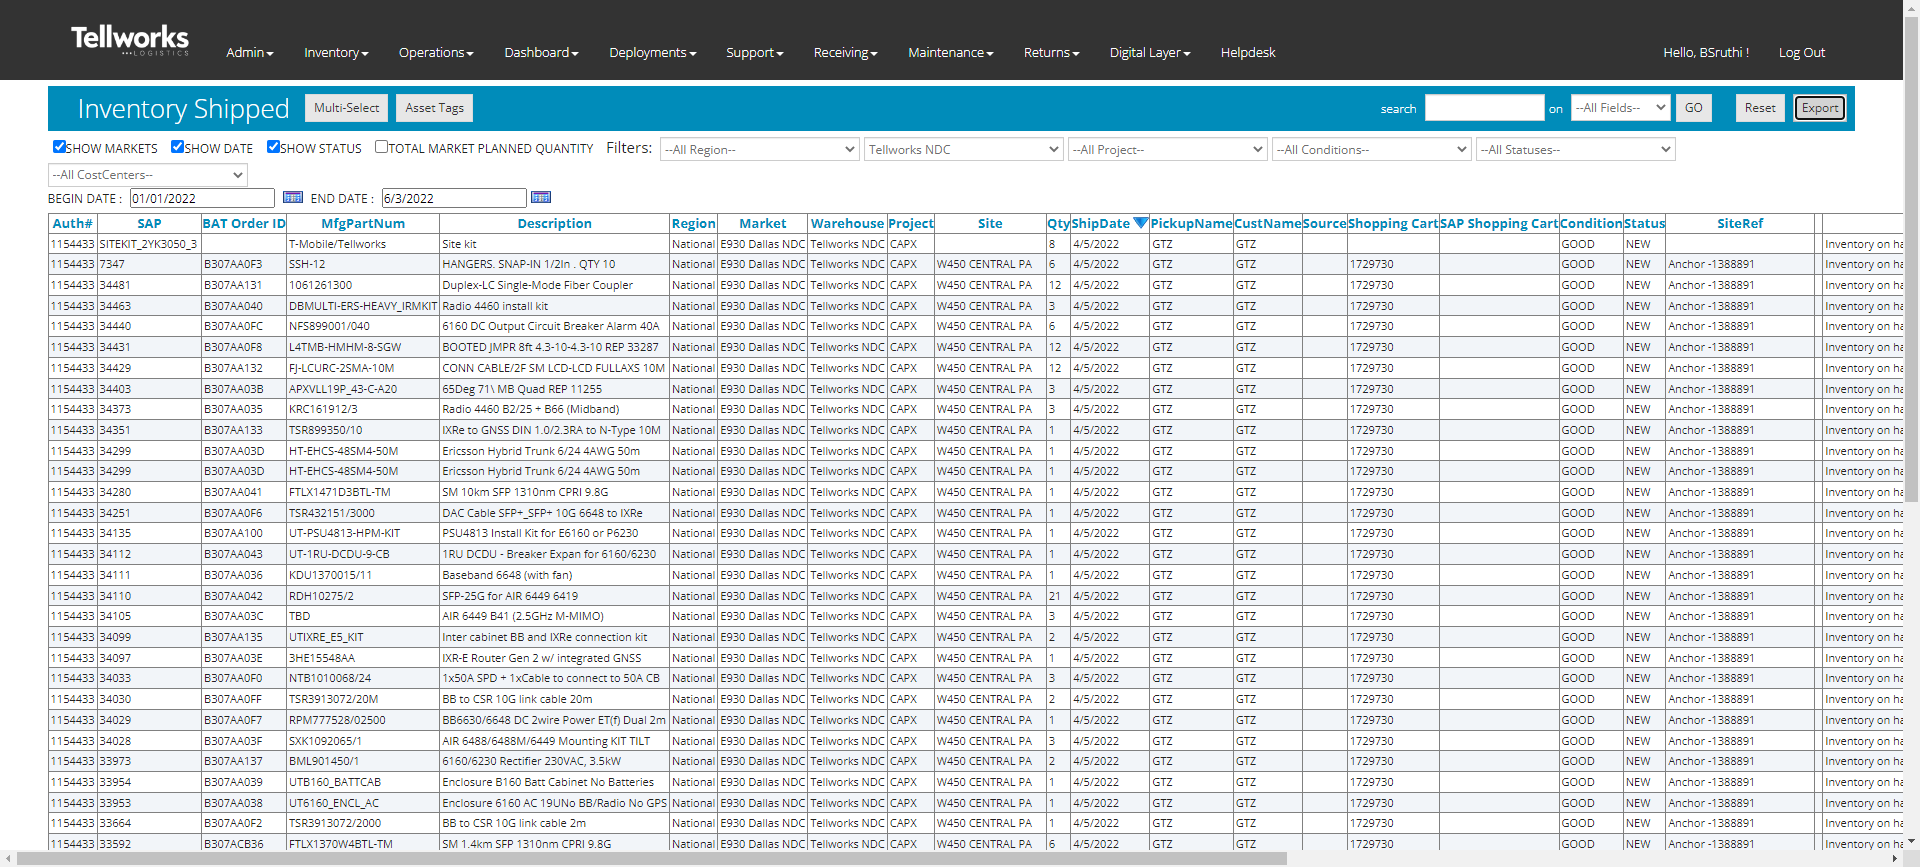 Tellworks
LOGISTICS
Admin Inventory Operations Dashboard Deployments Support Receiving Maintenance Returns Digital Layer Helpdesk Hello, BSruthi ! Log Out
Inventory Shipped Multi-Select Asset Tags search on --All Fields-- GO Reset Export
SHOW MARKETS SHOW DATE SHOW STATUS TOTAL MARKET PLANNED QUANTITY Filters: --All Region-- Tellworks NDC --All Project-- --All Conditions-- --All Statuses--
--All CostCenters--
BEGIN DATE : 01/01/2022 END DATE : 6/3/2022
Auth# SAP BAT Order ID MfgPartNum Description Region Market Warehouse Project Site Qty ShipDate PickupName CustName Source Shopping Cart SAP Shopping Cart Condition Status SiteRef
1154433 SITEKIT_2YK3050_3 T-Mobile/Tellworks Site kit National E930 Dallas NDC Tellworks NDC CAPX 8 4/5/2022 GTZ GTZ GOOD NEW Inventory on ha
1154433 7347 B307AA0F3 SSH-12 HANGERS. SNAP-IN 1/2In . QTY 10 National E930 Dallas NDC Tellworks NDC CAPX W450 CENTRAL PA 6 4/5/2022 GTZ GTZ 1729730 GOOD NEW Anchor -1388891 Inventory on ha
1154433 34481 B307AA131 1061261300 Duplex-LC Single-Mode Fiber Coupler National E930 Dallas NDC Tellworks NDC CAPX W450 CENTRAL PA 12 4/5/2022 GTZ GTZ 1729730 GOOD NEW Anchor -1388891 Inventory on ha
1154433 34463 B307AA040 DBMULTI-ERS-HEAVY_IRMKIT Radio 4460 install kit National E930 Dallas NDC Tellworks NDC CAPX W450 CENTRAL PA 3 4/5/2022 GTZ GTZ 1729730 GOOD NEW Anchor -1388891 Inventory on ha
1154433 34440 B307AA0FC NFS899001/040 6160 DC Output Circuit Breaker Alarm 40A National E930 Dallas NDC Tellworks NDC CAPX W450 CENTRAL PA 6 4/5/2022 GTZ GTZ 1729730 GOOD NEW Anchor -1388891 Inventory on ha
1154433 34431 B307AA0F8 L4TMB-HMHM-8-SGW BOOTED JMPR 8ft 4.3-10-4.3-10 REP 33287 National E930 Dallas NDC Tellworks NDC CAPX W450 CENTRAL PA 12 4/5/2022 GTZ GTZ 1729730 GOOD NEW Anchor -1388891 Inventory on ha
1154433 34429 B307AA132 FJ-LCURC-2SMA-10M CONN CABLE/2F SM LCD-LCD FULLAXS 10M National E930 Dallas NDC Tellworks NDC CAPX W450 CENTRAL PA 12 4/5/2022 GTZ GTZ 1729730 GOOD NEW Anchor -1388891 Inventory on ha
1154433 34403 B307AA03B APXVLL19P_43-C-A20 65Deg 71\ MB Quad REP 11255 National E930 Dallas NDC Tellworks NDC CAPX W450 CENTRAL PA 3 4/5/2022 GTZ GTZ 1729730 GOOD NEW Anchor -1388891 Inventory on ha
1154433 34373 B307AA035 KRC161912/3 Radio 4460 B2/25 + B66 (Midband) National E930 Dallas NDC Tellworks NDC CAPX W450 CENTRAL PA 3 4/5/2022 GTZ GTZ 1729730 GOOD NEW Anchor -1388891 Inventory on ha
1154433 34351 B307AA133 TSR899350/10 IXRe to GNSS DIN 1.0/2.3RA to N-Type 10M National E930 Dallas NDC Tellworks NDC CAPX W450 CENTRAL PA 1 4/5/2022 GTZ GTZ 1729730 GOOD NEW Anchor -1388891 Inventory on ha
1154433 34299 B307AA03D HT-EHCS-48SM4-50M Ericsson Hybrid Trunk 6/24 4AWG 50m National E930 Dallas NDC Tellworks NDC CAPX W450 CENTRAL PA 1 4/5/2022 GTZ GTZ 1729730 GOOD NEW Anchor -1388891 Inventory on ha
1154433 34299 B307AA03D HT-EHCS-48SM4-50M Ericsson Hybrid Trunk 6/24 4AWG 50m National E930 Dallas NDC Tellworks NDC CAPX W450 CENTRAL PA 1 4/5/2022 GTZ GTZ 1729730 GOOD NEW Anchor -1388891 Inventory on ha
1154433 34280 B307AA041 FTLX1471D3BTL-TM SM 10km SFP 1310nm CPRI 9.8G National E930 Dallas NDC Tellworks NDC CAPX W450 CENTRAL PA 1 4/5/2022 GTZ GTZ 1729730 GOOD NEW Anchor -1388891 Inventory on ha
1154433 34251 B307AA0F6 TSR432151/3000 DAC Cable SFP+_SFP+ 10G 6648 to IXRe National E930 Dallas NDC Tellworks NDC CAPX W450 CENTRAL PA 1 4/5/2022 GTZ GTZ 1729730 GOOD NEW Anchor -1388891 Inventory on ha
1154433 34135 B307AA100 UT-PSU4813-HPM-KIT PSU4813 Install Kit for E6160 or P6230 National E930 Dallas NDC Tellworks NDC CAPX W450 CENTRAL PA 1 4/5/2022 GTZ GTZ 1729730 GOOD NEW Anchor -1388891 Inventory on ha
1154433 34112 B307AA043 UT-1RU-DCDU-9-CB 1RU DCDU - Breaker Expan for 6160/6230 National E930 Dallas NDC Tellworks NDC CAPX W450 CENTRAL PA 1 4/5/2022 GTZ GTZ 1729730 GOOD NEW Anchor -1388891 Inventory on ha
1154433 34111 B307AA036 KDU1370015/11 Baseband 6648 (with fan) National E930 Dallas NDC Tellworks NDC CAPX W450 CENTRAL PA 1 4/5/2022 GTZ GTZ 1729730 GOOD NEW Anchor -1388891 Inventory on ha
1154433 34110 B307AA042 RDH10275/2 SFP-25G for AIR 6449 6419 National E930 Dallas NDC Tellworks NDC CAPX W450 CENTRAL PA 21 4/5/2022 GTZ GTZ 1729730 GOOD NEW Anchor -1388891 Inventory on ha
1154433 34105 B307AA03C TBD AIR 6449 B41 (2.5GHz M-MIMO) National E930 Dallas NDC Tellworks NDC CAPX W450 CENTRAL PA 3 4/5/2022 GTZ GTZ 1729730 GOOD NEW Anchor -1388891 Inventory on ha
1154433 34099 B307AA135 UTIXRE_E5_KIT Inter cabinet BB and IXRe connection kit National E930 Dallas NDC Tellworks NDC CAPX W450 CENTRAL PA 2 4/5/2022 GTZ GTZ 1729730 GOOD NEW Anchor -1388891 Inventory on ha
1154433 34097 B307AA03E 3HE15548AA IXR-E Router Gen 2 w/ integrated GNSS National E930 Dallas NDC Tellworks NDC CAPX W450 CENTRAL PA 1 4/5/2022 GTZ GTZ 1729730 GOOD NEW Anchor -1388891 Inventory on ha
1154433 34033 B307AA0F0 NTB1010068/24 1x50A SPD + 1xCable to connect to 50A CB National E930 Dallas NDC Tellworks NDC CAPX W450 CENTRAL PA 3 4/5/2022 GTZ GTZ 1729730 GOOD NEW Anchor -1388891 Inventory on ha
1154433 34030 B307AA0FF TSR3913072/20M BB to CSR 10G link cable 20m National E930 Dallas NDC Tellworks NDC CAPX W450 CENTRAL PA 2 4/5/2022 GTZ GTZ 1729730 GOOD NEW Anchor -1388891 Inventory on ha
1154433 34029 B307AA0F7 RPM777528/02500 BB6630/6648 DC 2wire Power ET(f) Dual 2m National E930 Dallas NDC Tellworks NDC CAPX W450 CENTRAL PA 1 4/5/2022 GTZ GTZ 1729730 GOOD NEW Anchor -1388891 Inventory on ha
1154433 34028 B307AA03F SXK1092065/1 AIR 6488/6488M/6449 Mounting KIT TILT National E930 Dallas NDC Tellworks NDC CAPX W450 CENTRAL PA 3 4/5/2022 GTZ GTZ 1729730 GOOD NEW Anchor -1388891 Inventory on ha
1154433 33973 B307AA137 BML901450/1 6160/6230 Rectifier 230VAC, 3.5kW National E930 Dallas NDC Tellworks NDC CAPX W450 CENTRAL PA 2 4/5/2022 GTZ GTZ 1729730 GOOD NEW Anchor -1388891 Inventory on ha
1154433 33954 B307AA039 UTB160_BATTCAB Enclosure B160 Batt Cabinet No Batteries National E930 Dallas NDC Tellworks NDC CAPX W450 CENTRAL PA 1 4/5/2022 GTZ GTZ 1729730 GOOD NEW Anchor -1388891 Inventory on ha
1154433 33953 B307AA038 UT6160_ENCL_AC Enclosure 6160 AC 19UNo BB/Radio No GPS National E930 Dallas NDC Tellworks NDC CAPX W450 CENTRAL PA 1 4/5/2022 GTZ GTZ 1729730 GOOD NEW Anchor -1388891 Inventory on ha
1154433 33664 B307AA0F2 TSR3913072/2000 BB to CSR 10G link cable 2m National E930 Dallas NDC Tellworks NDC CAPX W450 CENTRAL PA 1 4/5/2022 GTZ GTZ 1729730 GOOD NEW Anchor -1388891 Inventory on ha
1154433 33592 B307ACB36 FTLX1370W4BTL-TM SM 1.4km SFP 1310nm CPRI 9.8G National E930 Dallas NDC Tellworks NDC CAPX W450 CENTRAL PA 6 4/5/2022 GTZ GTZ 1729730 GOOD NEW Anchor -1388891 Inventory on ha